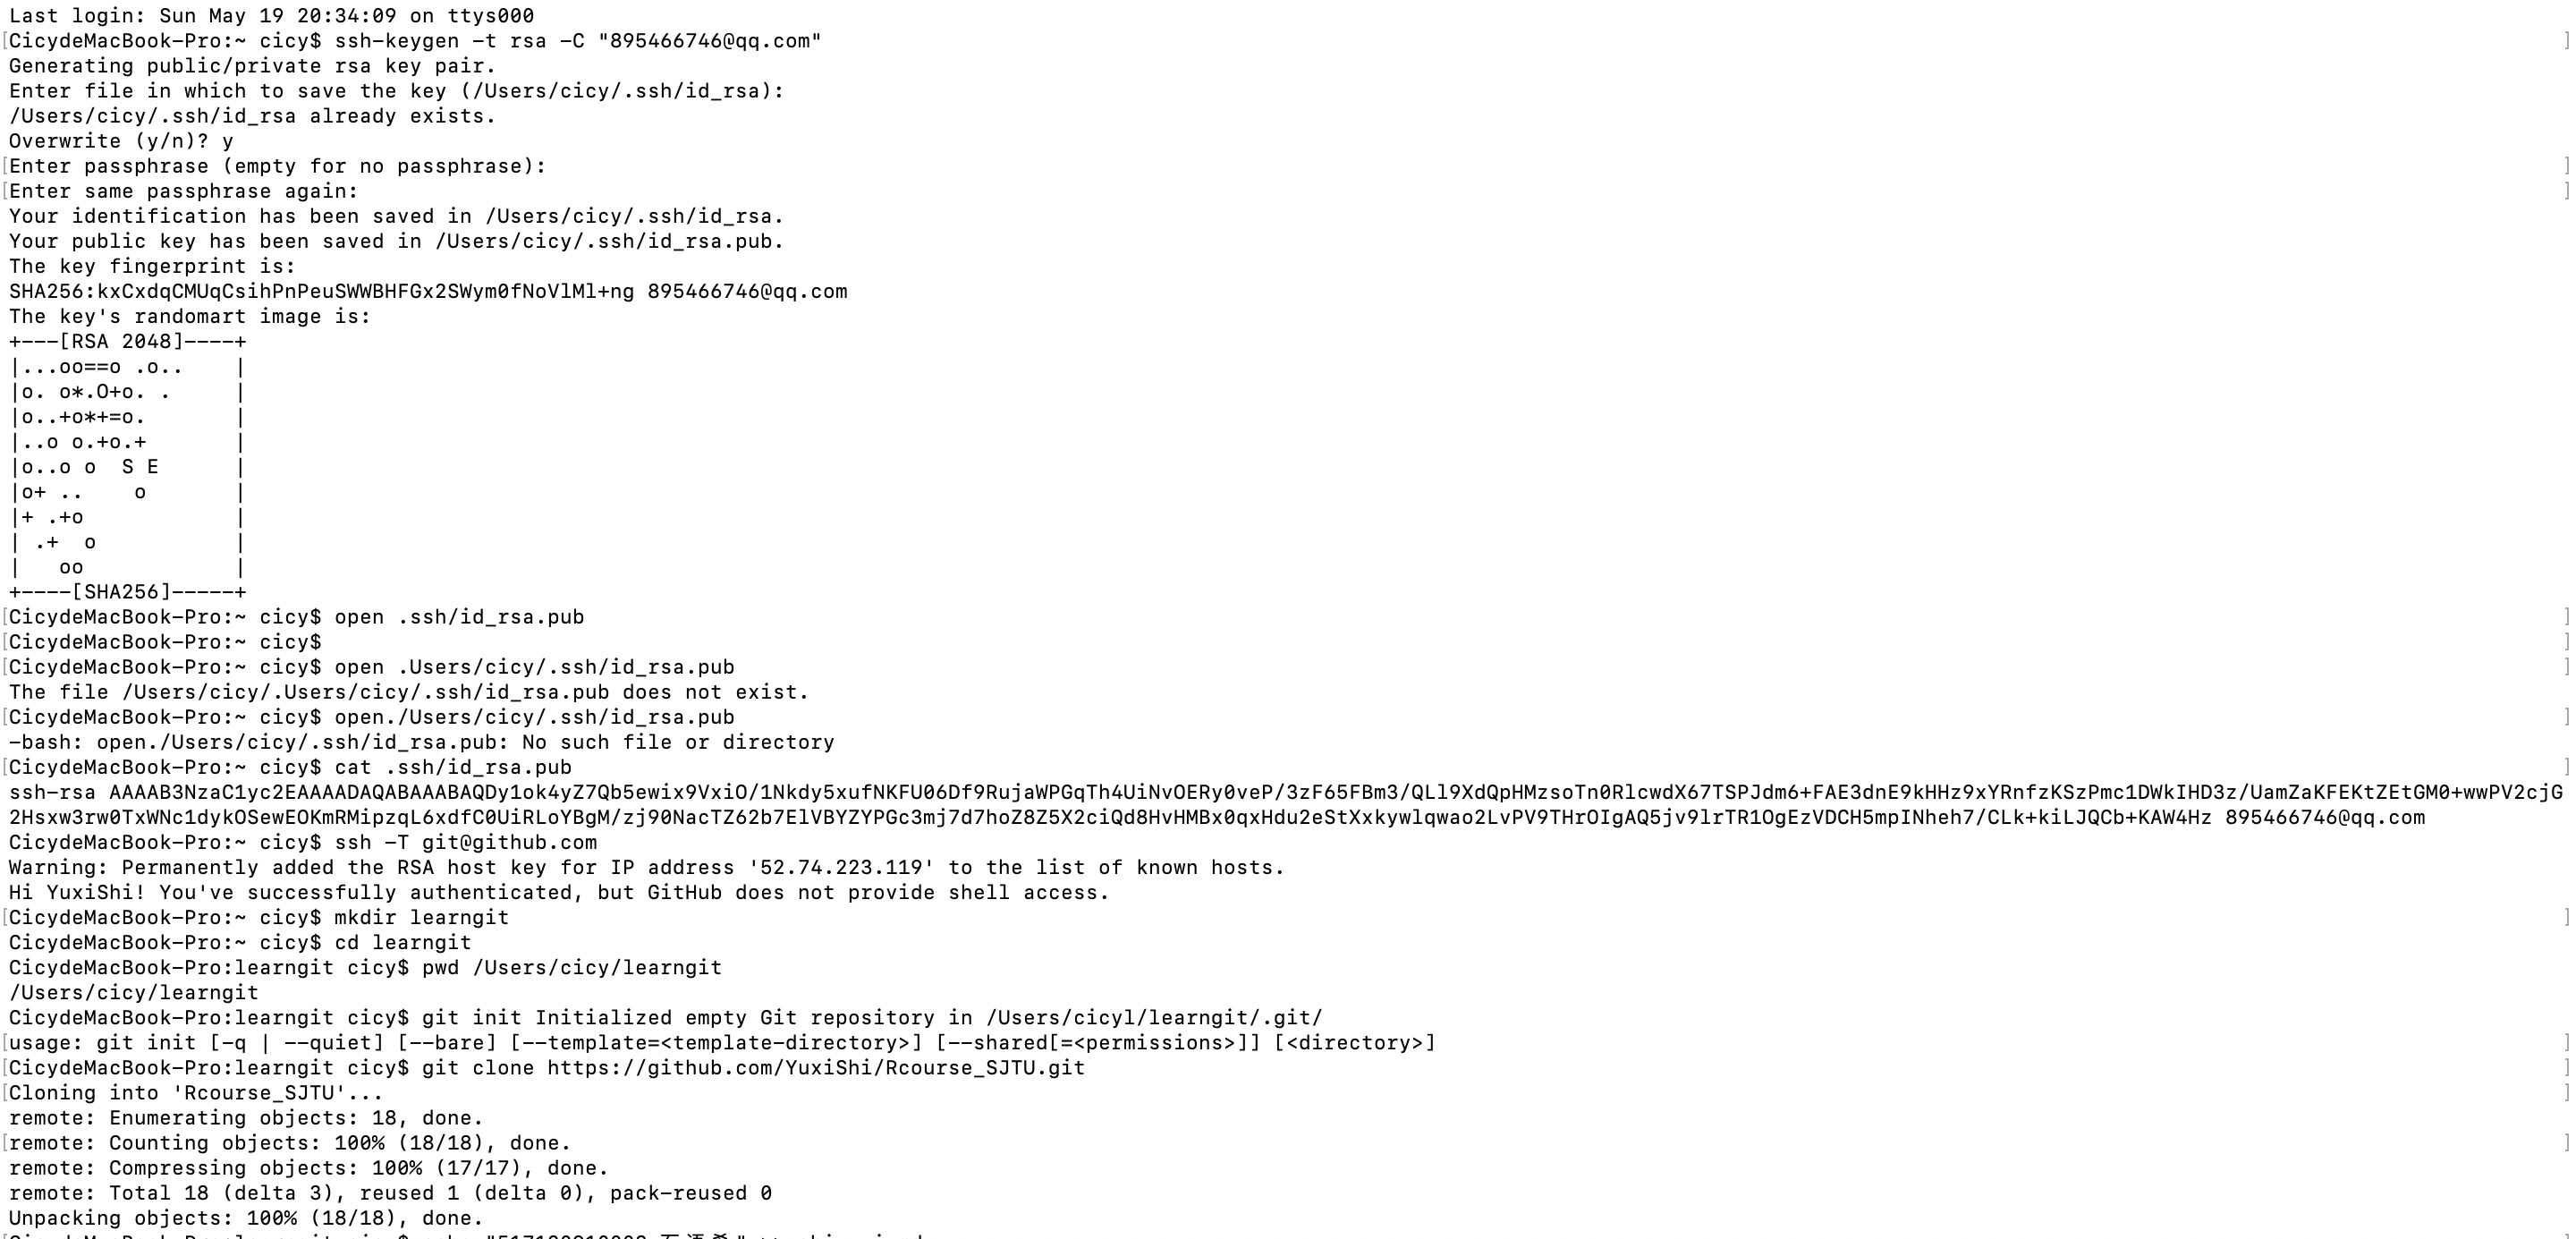 Last login: Sun May 19 20:34:09 on ttys000
[CicydeMacBook-Pro:~ cicy$ ssh-keygen -t rsa -C "895466746@qq.com" ]
Generating public/private rsa key pair.
Enter file in which to save the key (/Users/cicy/.ssh/id_rsa):
/Users/cicy/.ssh/id_rsa already exists.
Overwrite (y/n)? y
[Enter passphrase (empty for no passphrase): ]
[Enter same passphrase again: ]
Your identification has been saved in /Users/cicy/.ssh/id_rsa.
Your public key has been saved in /Users/cicy/.ssh/id_rsa.pub.
The key fingerprint is:
SHA256:kxCxdqCMUqCsihPnPeuSWWBHFGx2SWym0fNoVlMl+ng 895466746@qq.com
The key's randomart image is:
+---[RSA 2048]----+
|...oo==o .o..    |
|o. o*.O+o. .     |
|o..+o*+=o.       |
|..o o.+o.+       |
|o..o o  S E      |
|o+ ..    o       |
|+ .+o            |
| .+  o           |
|   oo            |
+----[SHA256]-----+
[CicydeMacBook-Pro:~ cicy$ open .ssh/id_rsa.pub ]
[CicydeMacBook-Pro:~ cicy$ ]
[CicydeMacBook-Pro:~ cicy$ open .Users/cicy/.ssh/id_rsa.pub ]
The file /Users/cicy/.Users/cicy/.ssh/id_rsa.pub does not exist.
[CicydeMacBook-Pro:~ cicy$ open./Users/cicy/.ssh/id_rsa.pub ]
-bash: open./Users/cicy/.ssh/id_rsa.pub: No such file or directory
[CicydeMacBook-Pro:~ cicy$ cat .ssh/id_rsa.pub ]
ssh-rsa AAAAB3NzaC1yc2EAAAADAQABAAABAQDy1ok4yZ7Qb5ewix9VxiO/1Nkdy5xufNKFU06Df9RujaWPGqTh4UiNvOERy0veP/3zF65FBm3/QLl9XdQpHMzsoTn0RlcwdX67TSPJdm6+FAE3dnE9kHHz9xYRnfzKSzPmc1DWkIHD3z/UamZaKFEKtZEtGM0+wwPV2cjG
2Hsxw3rw0TxWNc1dykOSewEOKmRMipzqL6xdfC0UiRLoYBgM/zj90NacTZ62b7ElVBYZYPGc3mj7d7hoZ8Z5X2ciQd8HvHMBx0qxHdu2eStXxkywlqwao2LvPV9THrOIgAQ5jv9lrTR1OgEzVDCH5mpINheh7/CLk+kiLJQCb+KAW4Hz 895466746@qq.com
CicydeMacBook-Pro:~ cicy$ ssh -T git@github.com
Warning: Permanently added the RSA host key for IP address '52.74.223.119' to the list of known hosts.
Hi YuxiShi! You've successfully authenticated, but GitHub does not provide shell access.
[CicydeMacBook-Pro:~ cicy$ mkdir learngit ]
CicydeMacBook-Pro:~ cicy$ cd learngit
CicydeMacBook-Pro:learngit cicy$ pwd /Users/cicy/learngit
/Users/cicy/learngit
CicydeMacBook-Pro:learngit cicy$ git init Initialized empty Git repository in /Users/cicyl/learngit/.git/
[usage: git init [-q | --quiet] [--bare] [--template=<template-directory>] [--shared[=<permissions>]] [<directory>] ]
[CicydeMacBook-Pro:learngit cicy$ git clone https://github.com/YuxiShi/Rcourse_SJTU.git ]
[Cloning into 'Rcourse_SJTU'... ]
remote: Enumerating objects: 18, done.
[remote: Counting objects: 100% (18/18), done. ]
remote: Compressing objects: 100% (17/17), done.
remote: Total 18 (delta 3), reused 1 (delta 0), pack-reused 0
Unpacking objects: 100% (18/18), done.